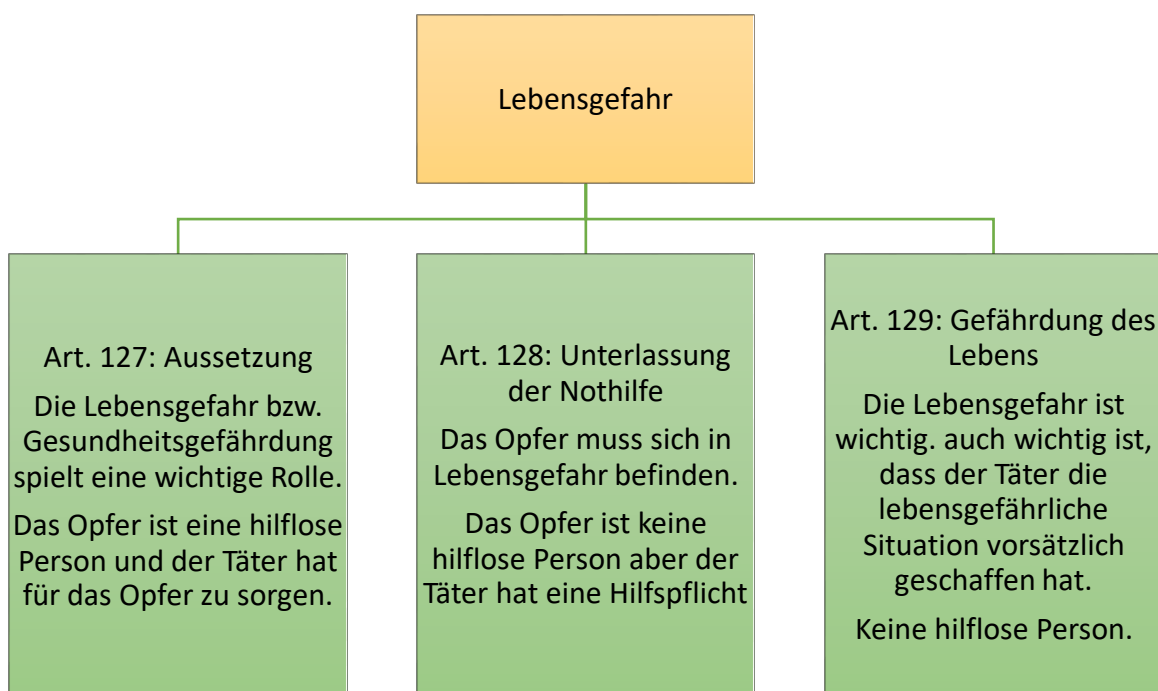 Lebensgefahr
Art. 127: Aussetzung
Die Lebensgefahr bzw.
Gesundheitsgefährdung
spielt eine wichtige Rolle.
Das Opfer ist eine hilflose
Person und der Täter hat
für das Opfer zu sorgen.
Art. 128: Unterlassung
der Nothilfe
Das Opfer muss sich in
Lebensgefahr befinden.
Das Opfer ist keine
hilflose Person aber der
Täter hat eine Hilfspflicht
Art. 129: Gefährdung des
Lebens
Die Lebensgefahr ist
wichtig. auch wichtig ist,
dass der Täter die
lebensgefährliche
Situation vorsätzlich
geschaffen hat.
Keine hilflose Person.